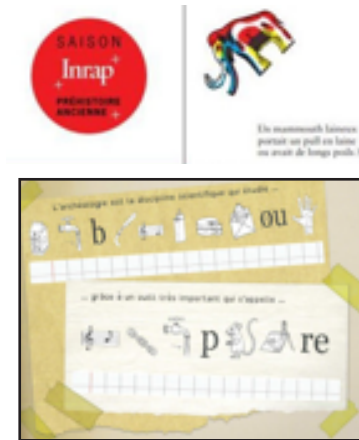 SAISON
Inrap
PRÉHISTOIRE
ANCIENNE
Un mammouth laineux
portait un pull en laine
ou avait de longs poils
L'archéologie est la discipline scientifique qui étudie ...
b ou
... grâce à un outil très important qui s'appelle ...
p re